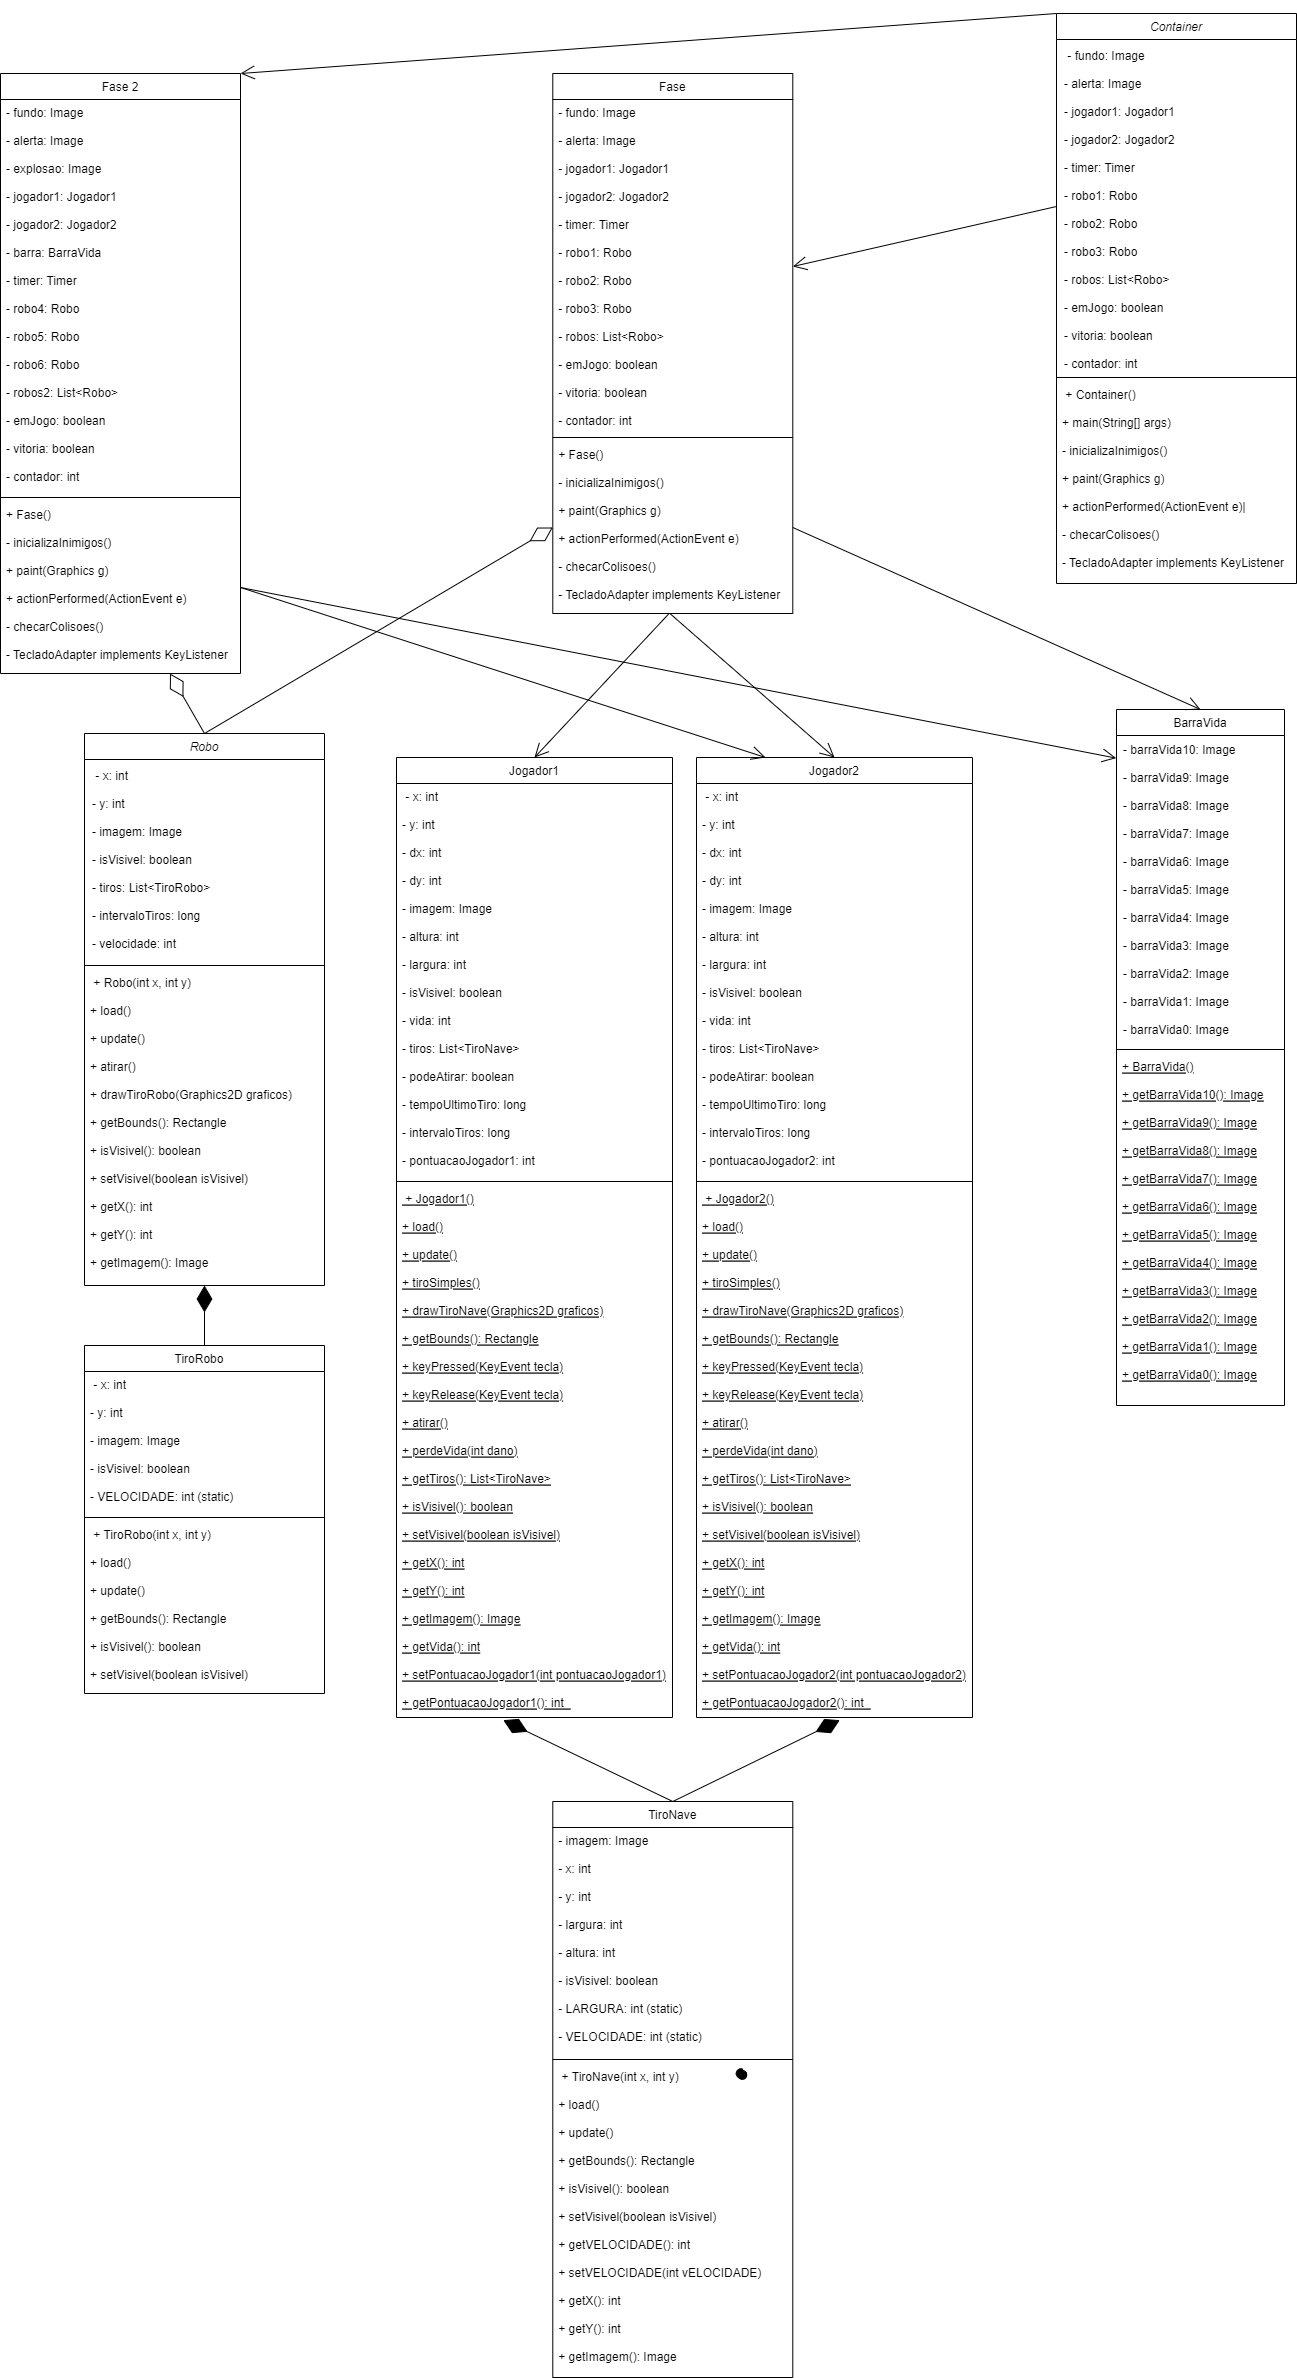 Container
- fundo: Image
- alerta: Image
- jogador1: Jogador1
- jogador2: Jogador2
- timer: Timer
- robo1: Robo
- robo2: Robo
- robo3: Robo
- robos: List<Robo>
- emJogo: boolean
- vitoria: boolean
- contador: int
+ Container()
+ main(String[] args)
- inicializaInimigos()
+ paint(Graphics g)
+ actionPerformed(ActionEvent e)|
- checarColisoes()
- TecladoAdapter implements KeyListener
Fase 2
- fundo: Image
- alerta: Image
- explosao: Image
- jogador1: Jogador1
- jogador2: Jogador2
- barra: BarraVida
- timer: Timer
- robo4: Robo
- robo5: Robo
- robo6: Robo
- robos2: List<Robo>
- emJogo: boolean
- vitoria: boolean
- contador: int
+ Fase()
- inicializaInimigos()
+ paint(Graphics g)
+ actionPerformed(ActionEvent e)
- checarColisoes()
- TecladoAdapter implements KeyListener
Fase
- fundo: Image
- alerta: Image
- jogador1: Jogador1
- jogador2: Jogador2
- timer: Timer
- robo1: Robo
- robo2: Robo
- robo3: Robo
- robos: List<Robo>
- emJogo: boolean
- vitoria: boolean
- contador: int
+ Fase()
- inicializaInimigos()
+ paint(Graphics g)
+ actionPerformed(ActionEvent e)
- checarColisoes()
- TecladoAdapter implements KeyListener
Robo
- x: int
- y: int
- imagem: Image
- isVisivel: boolean
- tiros: List<TiroRobo>
- intervaloTiros: long
- velocidade: int
+ Robo(int x, int y)
+ load()
+ update()
+ atirar()
+ drawTiroRobo(Graphics2D graficos)
+ getBounds(): Rectangle
+ isVisivel(): boolean
+ setVisivel(boolean isVisivel)
+ getX(): int
+ getY(): int
+ getImagem(): Image
TiroRobo
- x: int
- y: int
- imagem: Image
- isVisivel: boolean
- VELOCIDADE: int (static)
+ TiroRobo(int x, int y)
+ load()
+ update()
+ getBounds(): Rectangle
+ isVisivel(): boolean
+ setVisivel(boolean isVisivel)
Jogador1
- x: int
- y: int
- dx: int
- dy: int
- imagem: Image
- altura: int
- largura: int
- isVisivel: boolean
- vida: int
- tiros: List<TiroNave>
- podeAtirar: boolean
- tempoUltimoTiro: long
- intervaloTiros: long
- pontuacaoJogador1: int
+ Jogador1()
+ load()
+ update()
+ tiroSimples()
+ drawTiroNave(Graphics2D graficos)
+ getBounds(): Rectangle
+ keyPressed(KeyEvent tecla)
+ keyRelease(KeyEvent tecla)
+ atirar()
+ perdeVida(int dano)
+ getTiros(): List<TiroNave>
+ isVisivel(): boolean
+ setVisivel(boolean isVisivel)
+ getX(): int
+ getY(): int
+ getImagem(): Image
+ getVida(): int
+ setPontuacaoJogador1(int pontuacaoJogador1)
+ getPontuacaoJogador1(): int
Jogador2
- x: int
- y: int
- dx: int
- dy: int
- imagem: Image
- altura: int
- largura: int
- isVisivel: boolean
- vida: int
- tiros: List<TiroNave>
- podeAtirar: boolean
- tempoUltimoTiro: long
- intervaloTiros: long
- pontuacaoJogador2: int
+ Jogador2()
+ load()
+ update()
+ tiroSimples()
+ drawTiroNave(Graphics2D graficos)
+ getBounds(): Rectangle
+ keyPressed(KeyEvent tecla)
+ keyRelease(KeyEvent tecla)
+ atirar()
+ perdeVida(int dano)
+ getTiros(): List<TiroNave>
+ isVisivel(): boolean
+ setVisivel(boolean isVisivel)
+ getX(): int
+ getY(): int
+ getImagem(): Image
+ getVida(): int
+ setPontuacaoJogador2(int pontuacaoJogador2)
+ getPontuacaoJogador2(): int
BarraVida
- barraVida10: Image
- barraVida9: Image
- barraVida8: Image
- barraVida7: Image
- barraVida6: Image
- barraVida5: Image
- barraVida4: Image
- barraVida3: Image
- barraVida2: Image
- barraVida1: Image
- barraVida0: Image
+ BarraVida()
+ getBarraVida10(): Image
+ getBarraVida9(): Image
+ getBarraVida8(): Image
+ getBarraVida7(): Image
+ getBarraVida6(): Image
+ getBarraVida5(): Image
+ getBarraVida4(): Image
+ getBarraVida3(): Image
+ getBarraVida2(): Image
+ getBarraVida1(): Image
+ getBarraVida0(): Image
TiroNave
- imagem: Image
- x: int
- y: int
- largura: int
- altura: int
- isVisivel: boolean
- LARGURA: int (static)
- VELOCIDADE: int (static)
+ TiroNave(int x, int y)
+ load()
+ update()
+ getBounds(): Rectangle
+ isVisivel(): boolean
+ setVisivel(boolean isVisivel)
+ getVELOCIDADE(): int
+ setVELOCIDADE(int vELOCIDADE)
+ getX(): int
+ getY(): int
+ getImagem(): Image